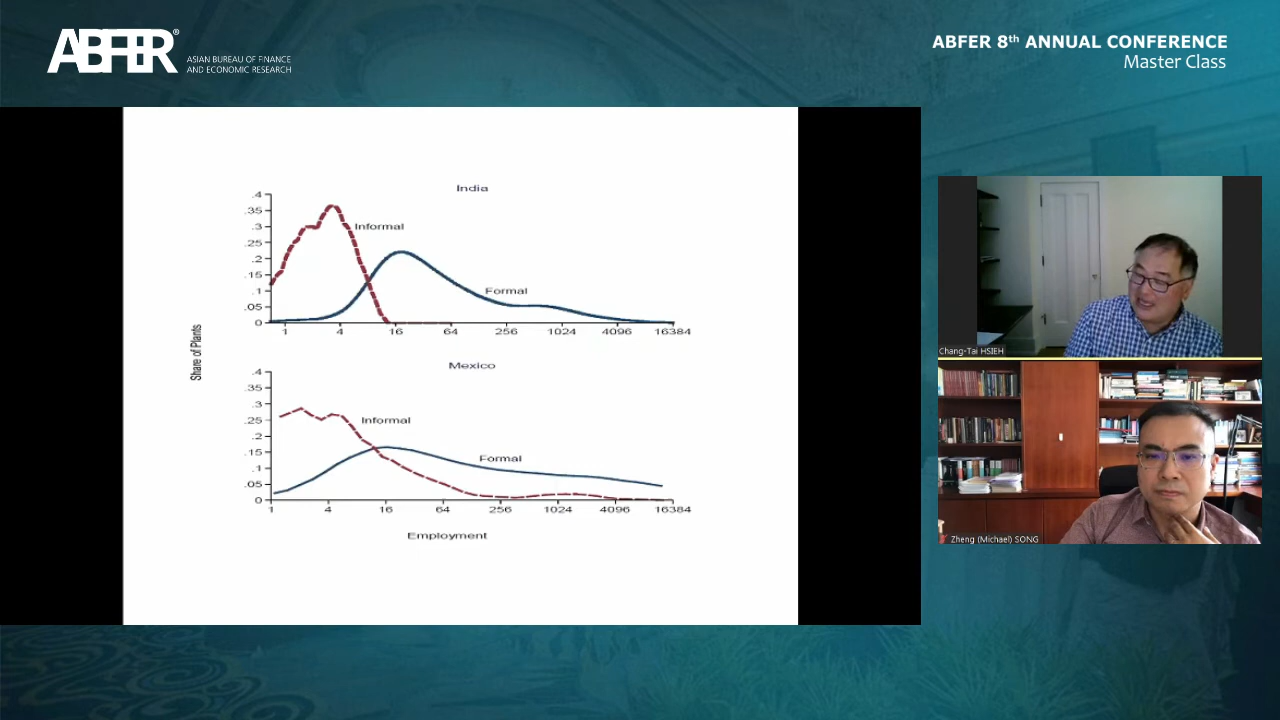 ABFER®
ASIAN BUREAU OF FINANCE
AND ECONOMIC RESEARCH
ABFER 8th ANNUAL CONFERENCE
Master Class
India
.4
.35
.3
.25
.2
.15
.1
.05
0
Informal
Formal
1 4 16 64 256 1024 4096 16384
Share of Plants
Mexico
.4
.35
.3
.25
.2
.15
.1
.05
0
Informal
Formal
1 4 16 64 256 1024 4096 16384
Employment
Chang-Tai HSIEH
Zheng (Michael) SONG